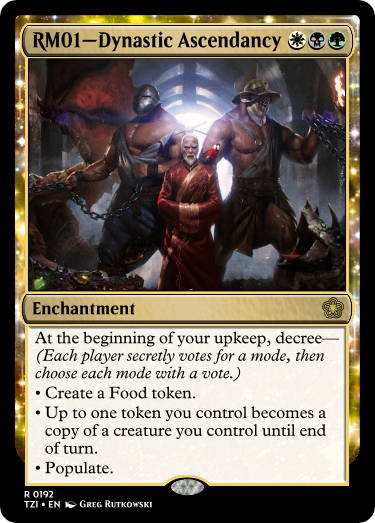 RM01—Dynastic Ascendancy
Enchantment
At the beginning of your upkeep, decree—
(Each player secretly votes for a mode, then
choose each mode with a vote.)
• Create a Food token.
• Up to one token you control becomes a
copy of a creature you control until end
of turn.
• Populate.
R 0192
TZI • EN Greg Rutkowski